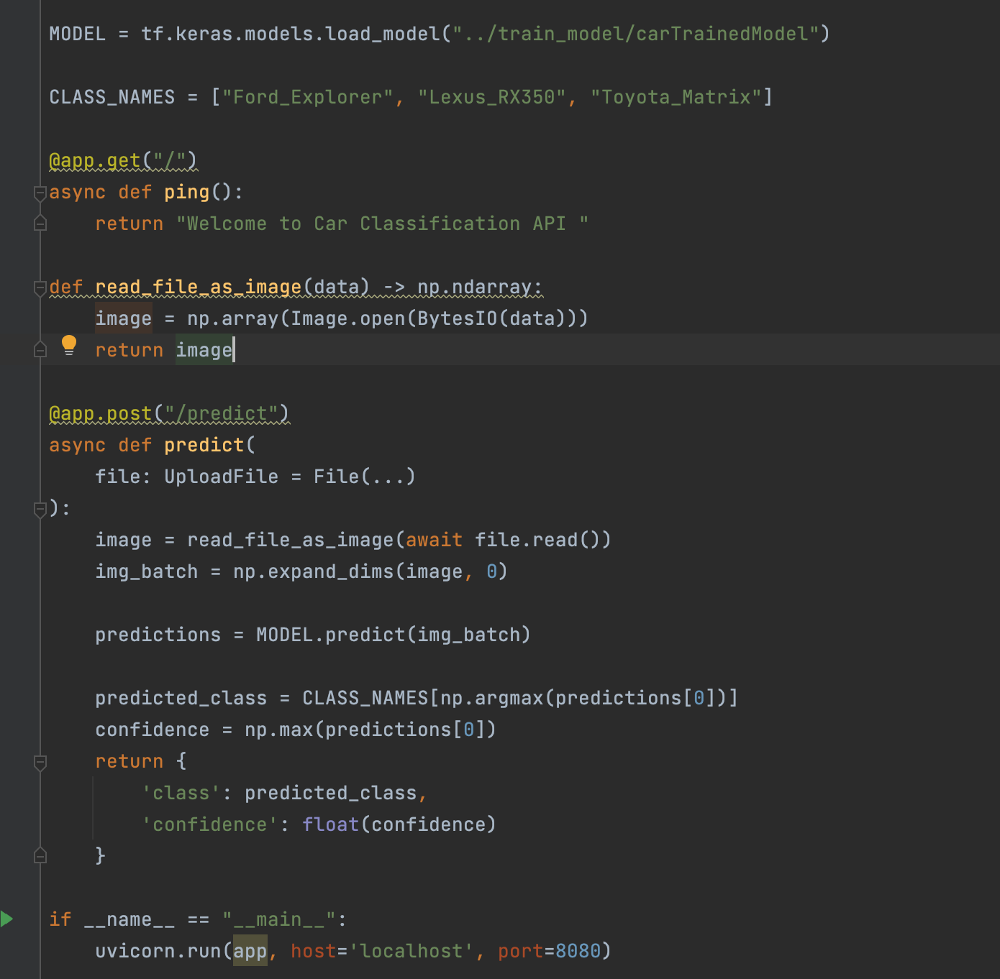 MODEL = tf.keras.models.load_model("../train_model/carTrainedModel")
CLASS_NAMES = ["Ford_Explorer", "Lexus_RX350", "Toyota_Matrix"]
@app.get("/")
async def ping():
    return "Welcome to Car Classification API "
def read_file_as_image(data) -> np.ndarray:
    image = np.array(Image.open(BytesIO(data)))
    return image
@app.post("/predict")
async def predict(
    file: UploadFile = File(...)
):
    image = read_file_as_image(await file.read())
    img_batch = np.expand_dims(image, 0)
    predictions = MODEL.predict(img_batch)
    predicted_class = CLASS_NAMES[np.argmax(predictions[0])]
    confidence = np.max(predictions[0])
    return {
        'class': predicted_class,
        'confidence': float(confidence)
    }
if __name__ == "__main__":
    uvicorn.run(app, host='localhost', port=8080)